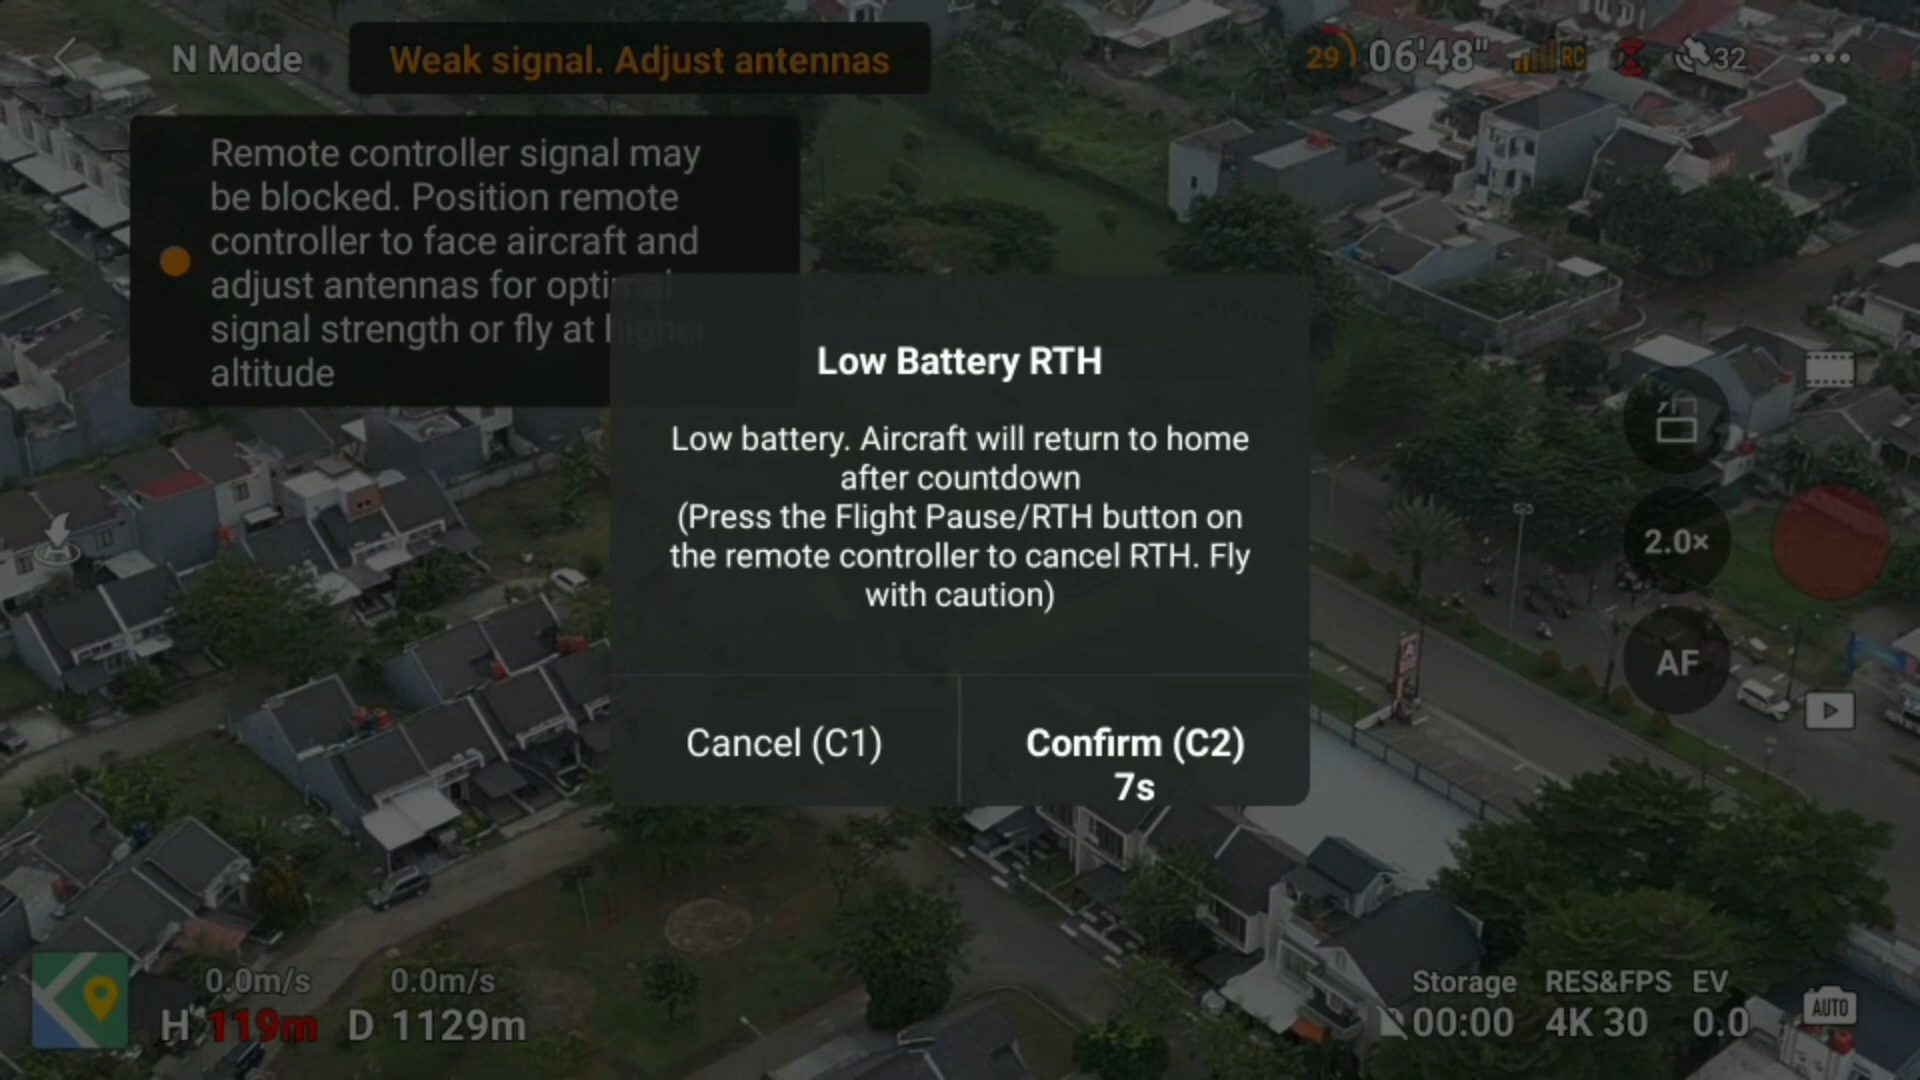 N Mode
Weak signal. Adjust antennas
29
06'48"
RC
32
Remote controller signal may
be blocked. Position remote
controller to face aircraft and
adjust antennas for optimal
signal strength or fly at higher
altitude
Low Battery RTH
Low battery. Aircraft will return to home
after countdown
(Press the Flight Pause/RTH button on
the remote controller to cancel RTH. Fly
with caution)
Cancel (C1)
Confirm (C2)
7s
2.0×
AF
0.0m/s
0.0m/s
H 119m
D 1129m
Storage
00:00
RES&FPS
4K 30
EV
0.0
AUTO